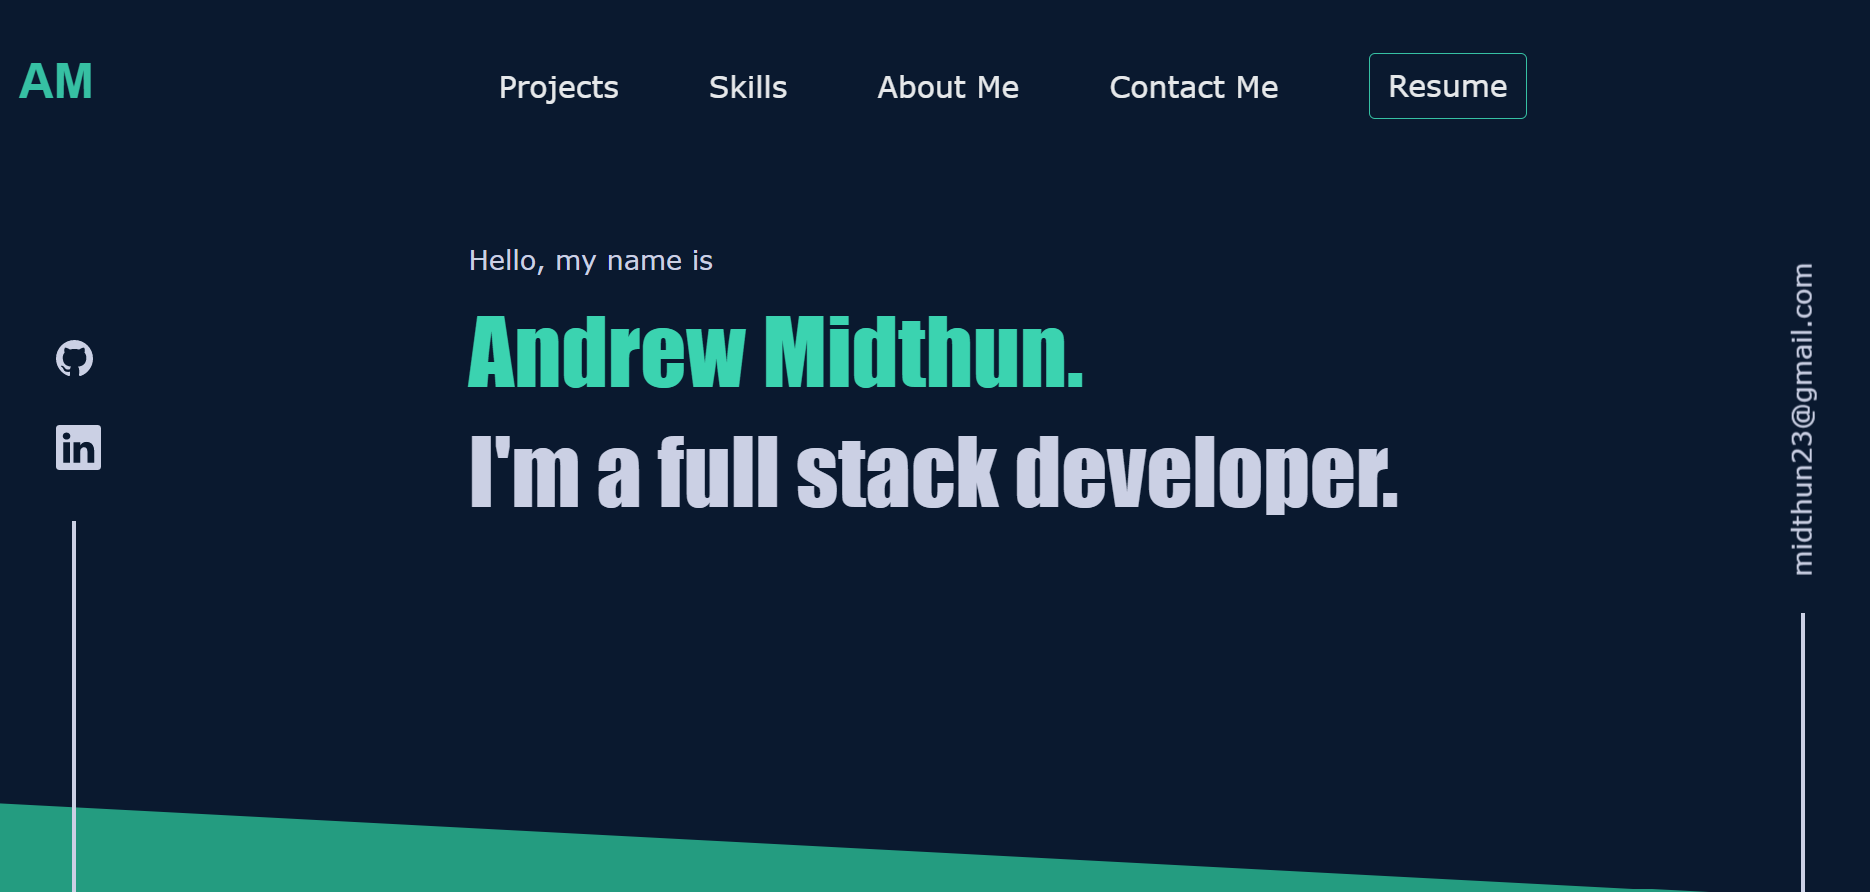 AM
Projects Skills About Me Contact Me Resume
Hello, my name is
Andrew Midthun.
I'm a full stack developer.
in
midthun23@gmail.com